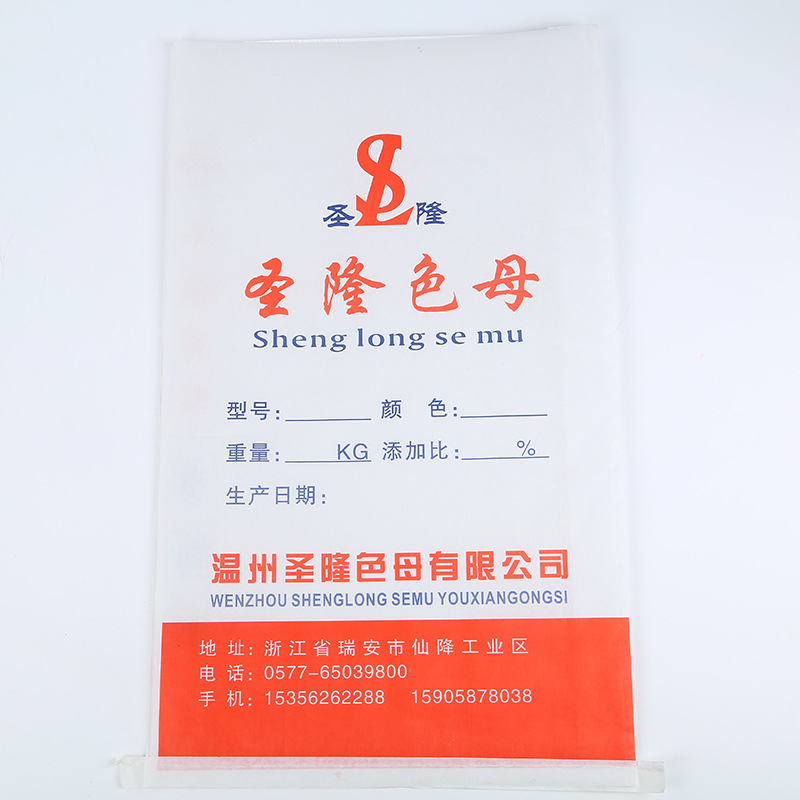 SL
圣 隆
圣隆色母
Sheng long se mu
型号:______ 颜 色:______
重量:____KG 添加比:____%
生产日期:
温州圣隆色母有限公司
WENZHOU SHENGLONG SEMU YOUXIANGONGSI
地 址: 浙江省瑞安市仙降工业区
电 话: 0577-65039800
手 机: 15356262288 15905878038